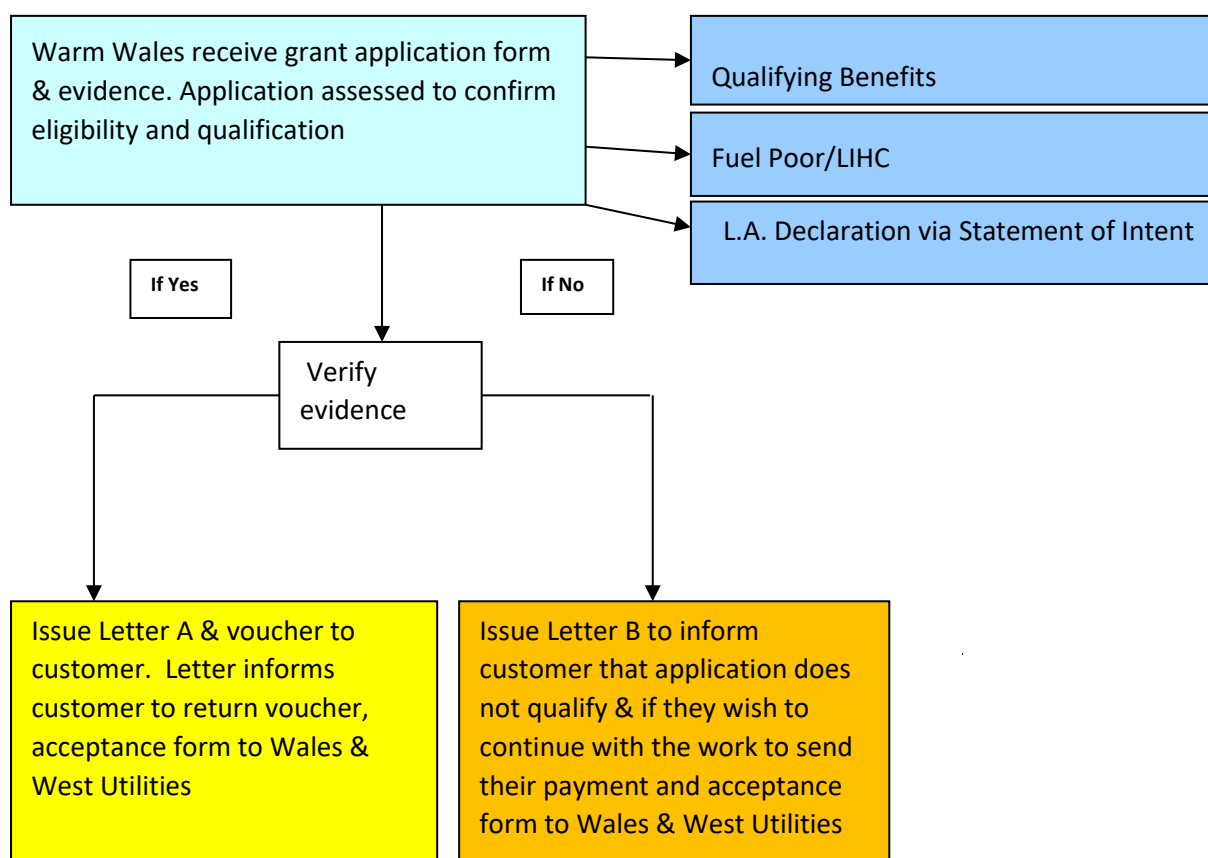 Warm Wales receive grant application form
& evidence. Application assessed to confirm
eligibility and qualification
Qualifying Benefits
Fuel Poor/LIHC
L.A. Declaration via Statement of Intent
If Yes
If No
Verify
evidence
Issue Letter A & voucher to
customer. Letter informs
customer to return voucher,
acceptance form to Wales &
West Utilities
Issue Letter B to inform
customer that application does
not qualify & if they wish to
continue with the work to send
their payment and acceptance
form to Wales & West Utilities